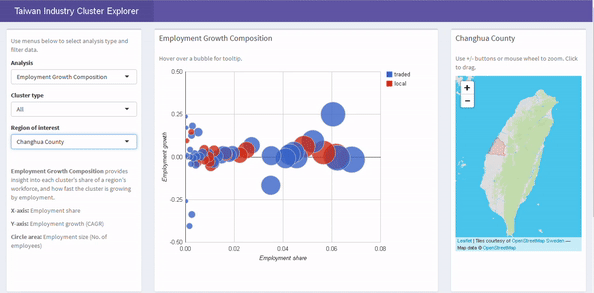 Taiwan Industry Cluster Explorer
Use menus below to select analysis type and
filter data.
Analysis
Employment Growth Composition
Cluster type
All
Region of interest
Changhua County
Employment Growth Composition provides
insight into each cluster's share of a region's
workforce, and how fast the cluster is growing
by employment.
X-axis: Employment share
Y-axis: Employment growth (CAGR)
Circle area: Employment size (No. of
employees)
Employment Growth Composition
Hover over a bubble for tooltip.
0.50
0.25
0.00
-0.25
-0.50
Employment growth
0.00
0.02
0.04
0.06
0.08
Employment share
traded
local
Changhua County
Use +/- buttons or mouse wheel to zoom. Click
to drag.
+
−
Leaflet | Tiles courtesy of OpenStreetMap Sweden —
Map data © OpenStreetMap